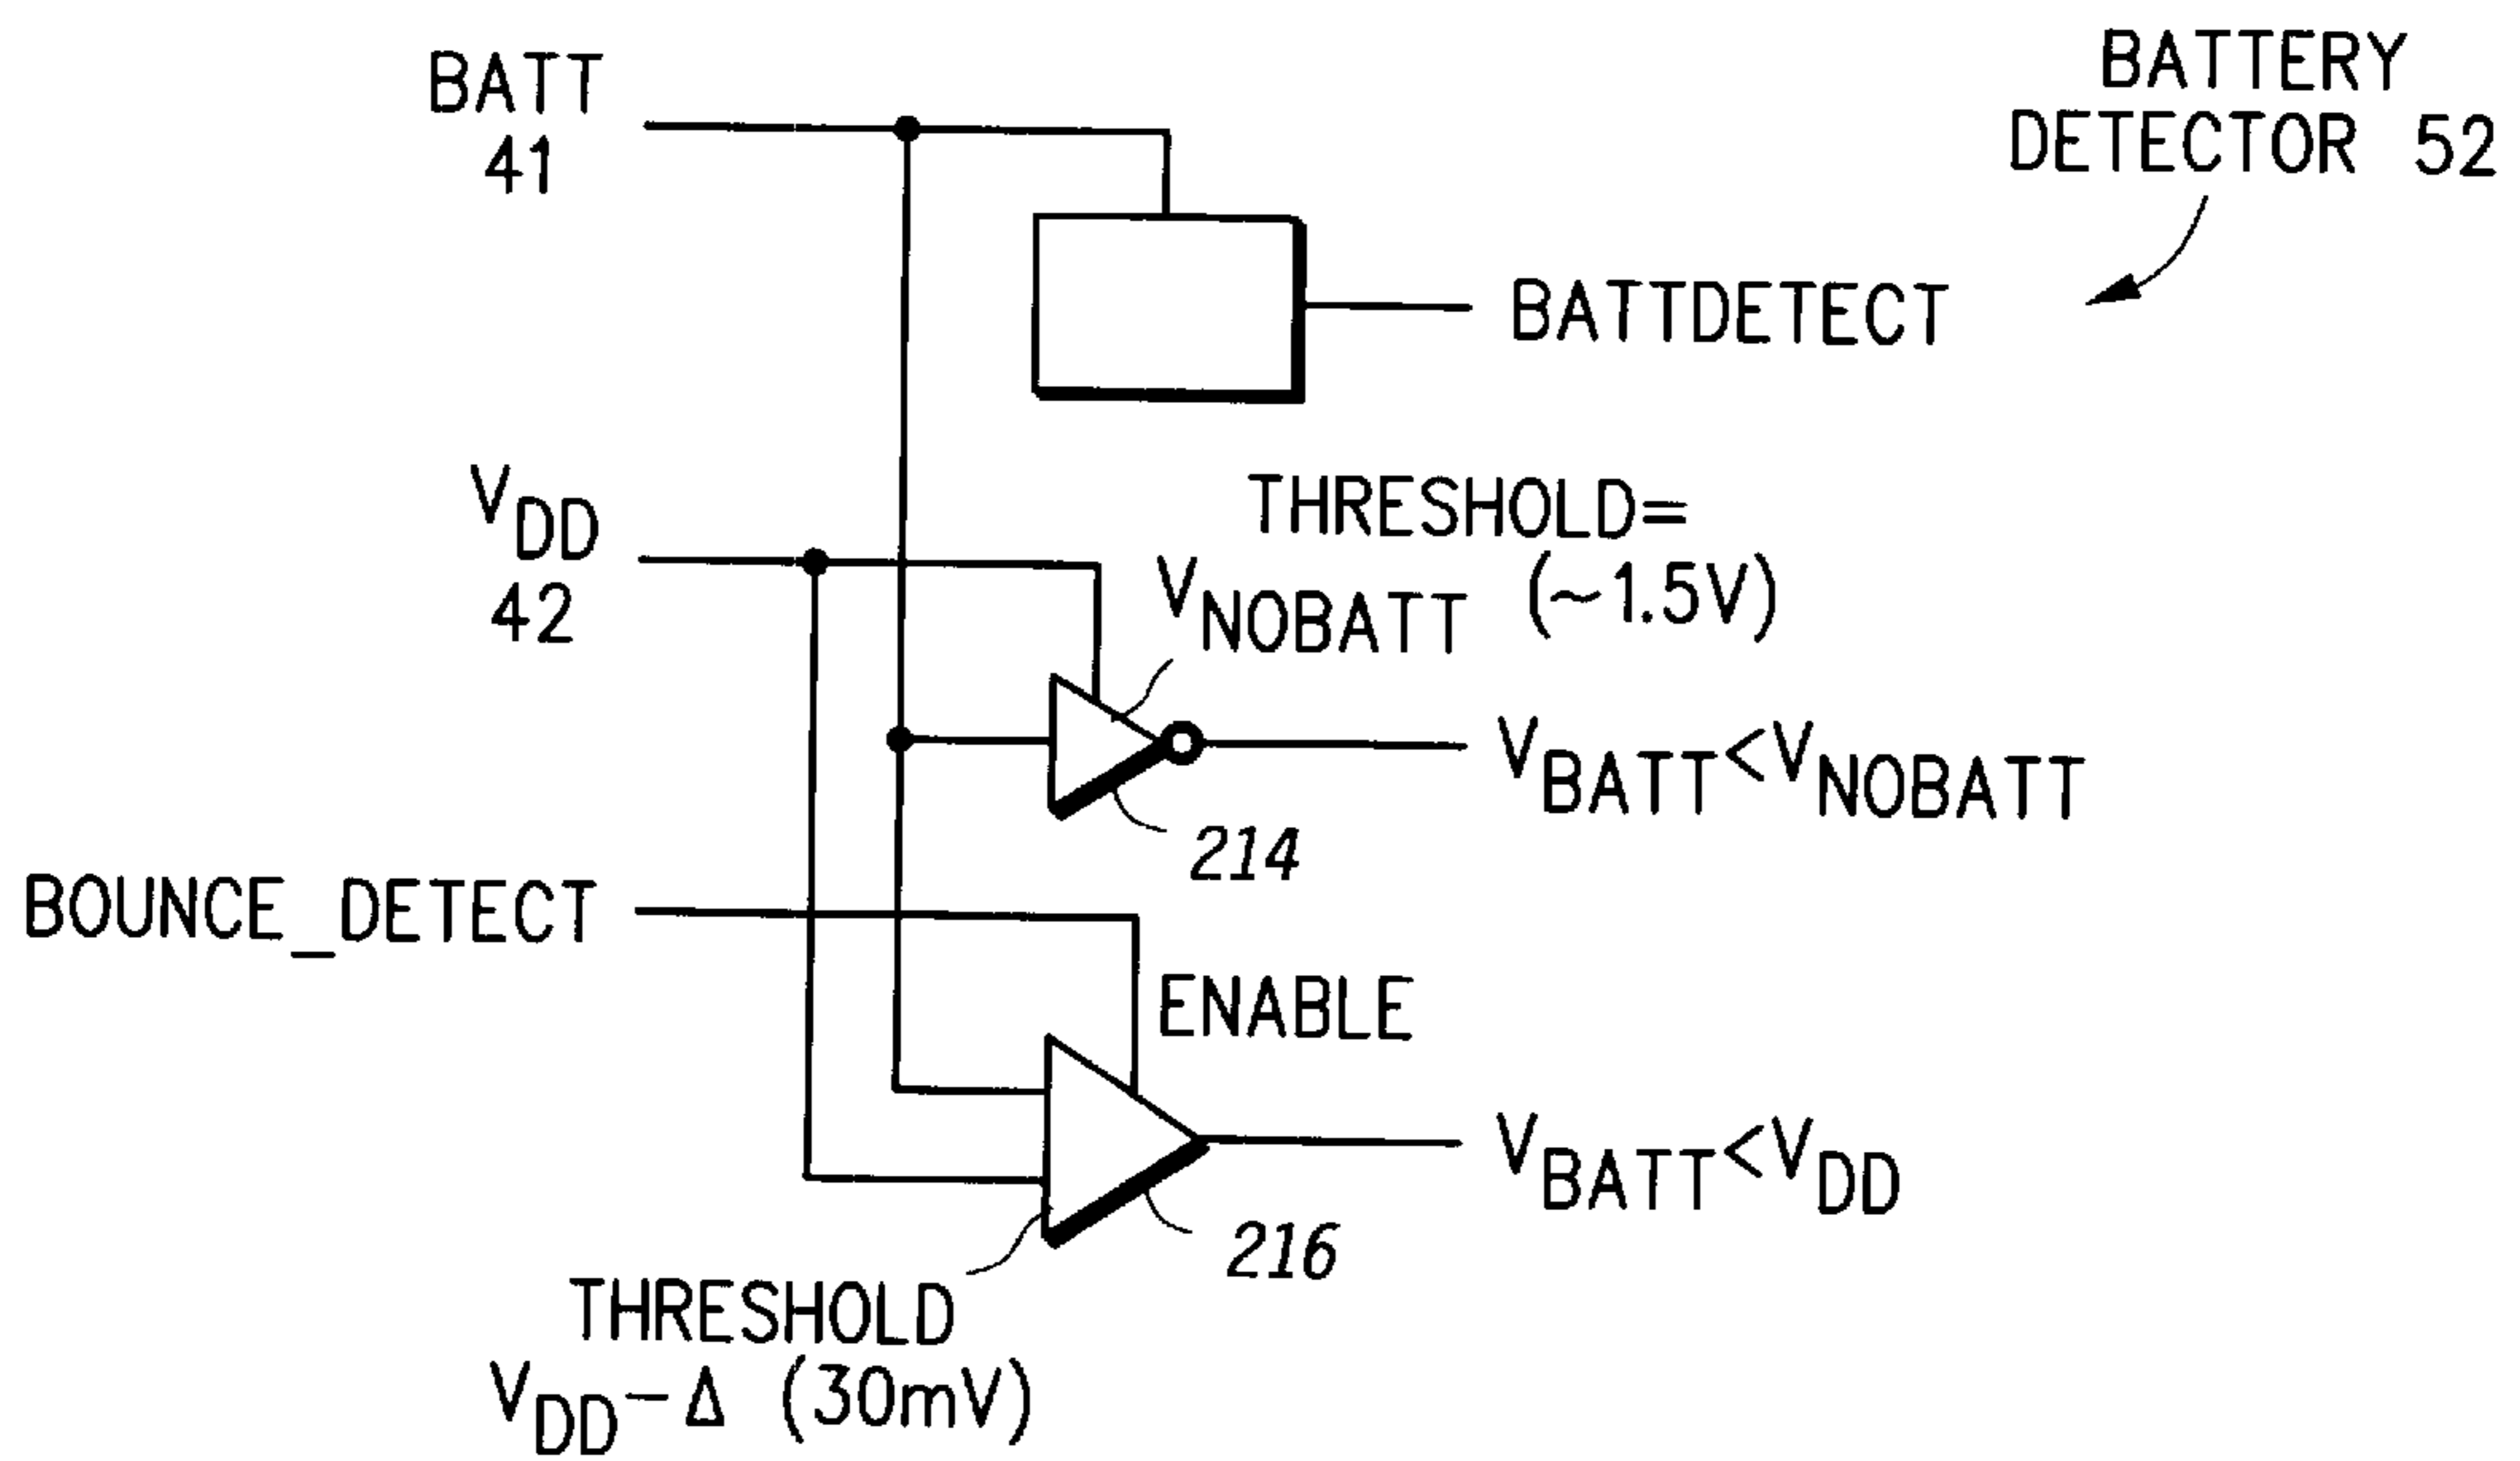 BATTERY
DETECTOR 52
BATT
41
BATTDETECT
VDD
42
THRESHOLD=
VNOBATT (~1.5V)
VBATT<VNOBATT
214
BOUNCE_DETECT
ENABLE
VBATT<VDD
216
THRESHOLD
VDD-Δ (30mV)